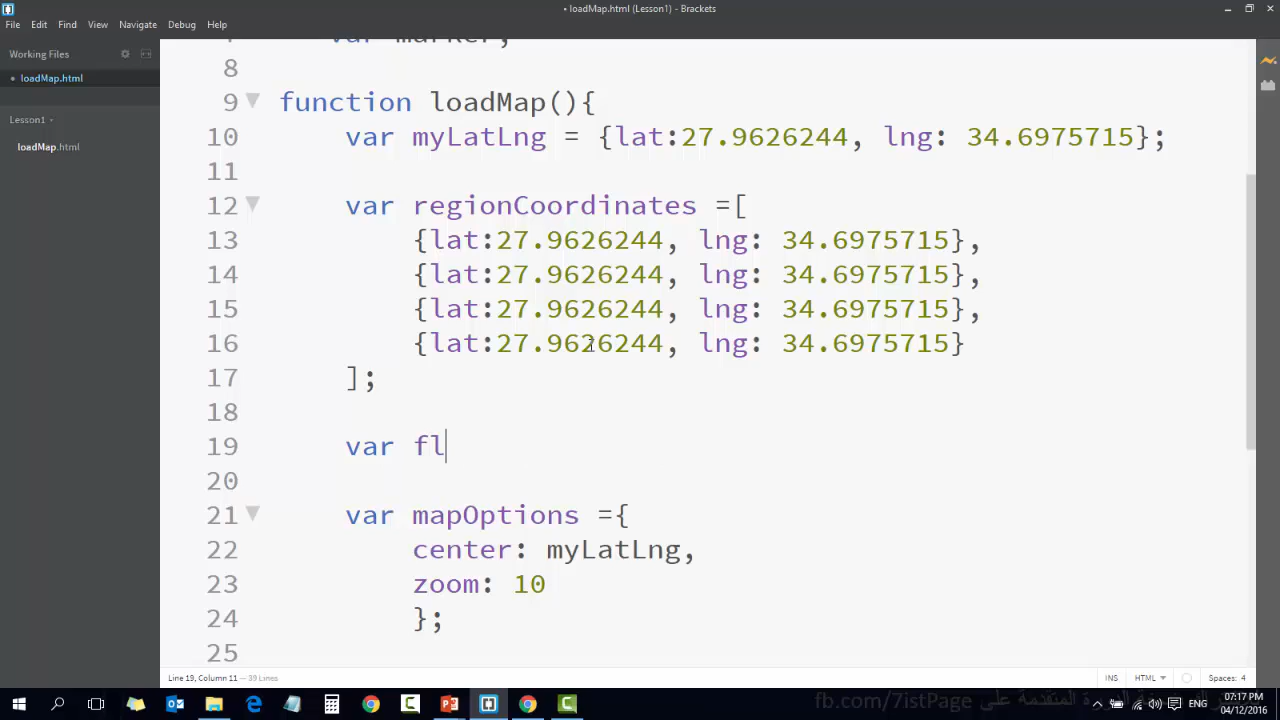 • loadMap.html (Lesson1) - Brackets
File Edit Find View Navigate Debug Help
Working Files
• loadMap.html
Lesson1
loadMap.html
8
9 function loadMap(){
10 var myLatLng = {lat:27.9626244, lng: 34.6975715};
11
12 var regionCoordinates =[
13 {lat:27.9626244, lng: 34.6975715},
14 {lat:27.9626244, lng: 34.6975715},
15 {lat:27.9626244, lng: 34.6975715},
16 {lat:27.9626244, lng: 34.6975715}
17 ];
18
19 var fl
20
21 var mapOptions ={
22 center: myLatLng,
23 zoom: 10
24 };
25
Line 19, Column 11 — 39 Lines
INS HTML Spaces: 4
fb.com/7istPage على
ENG
07:17 PM
04/12/2016